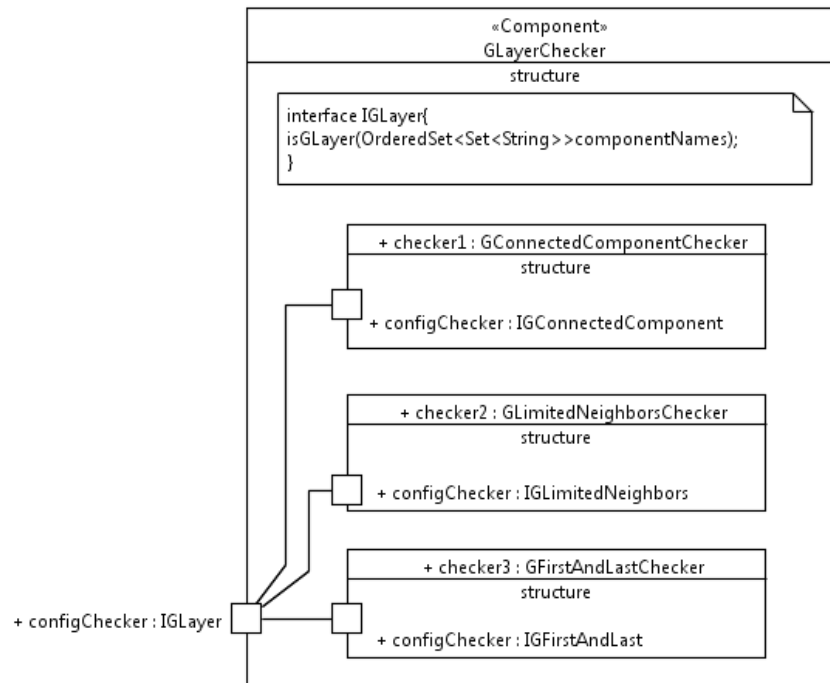 «Component»
GLayerChecker
structure
interface IGLayer{
isGLayer(OrderedSet<Set<String>>componentNames);
}
+ checker1 : GConnectedComponentChecker
structure
+ configChecker : IGConnectedComponent
+ checker2 : GLimitedNeighborsChecker
structure
+ configChecker : IGLimitedNeighbors
+ checker3 : GFirstAndLastChecker
structure
+ configChecker : IGLayer
+ configChecker : IGFirstAndLast